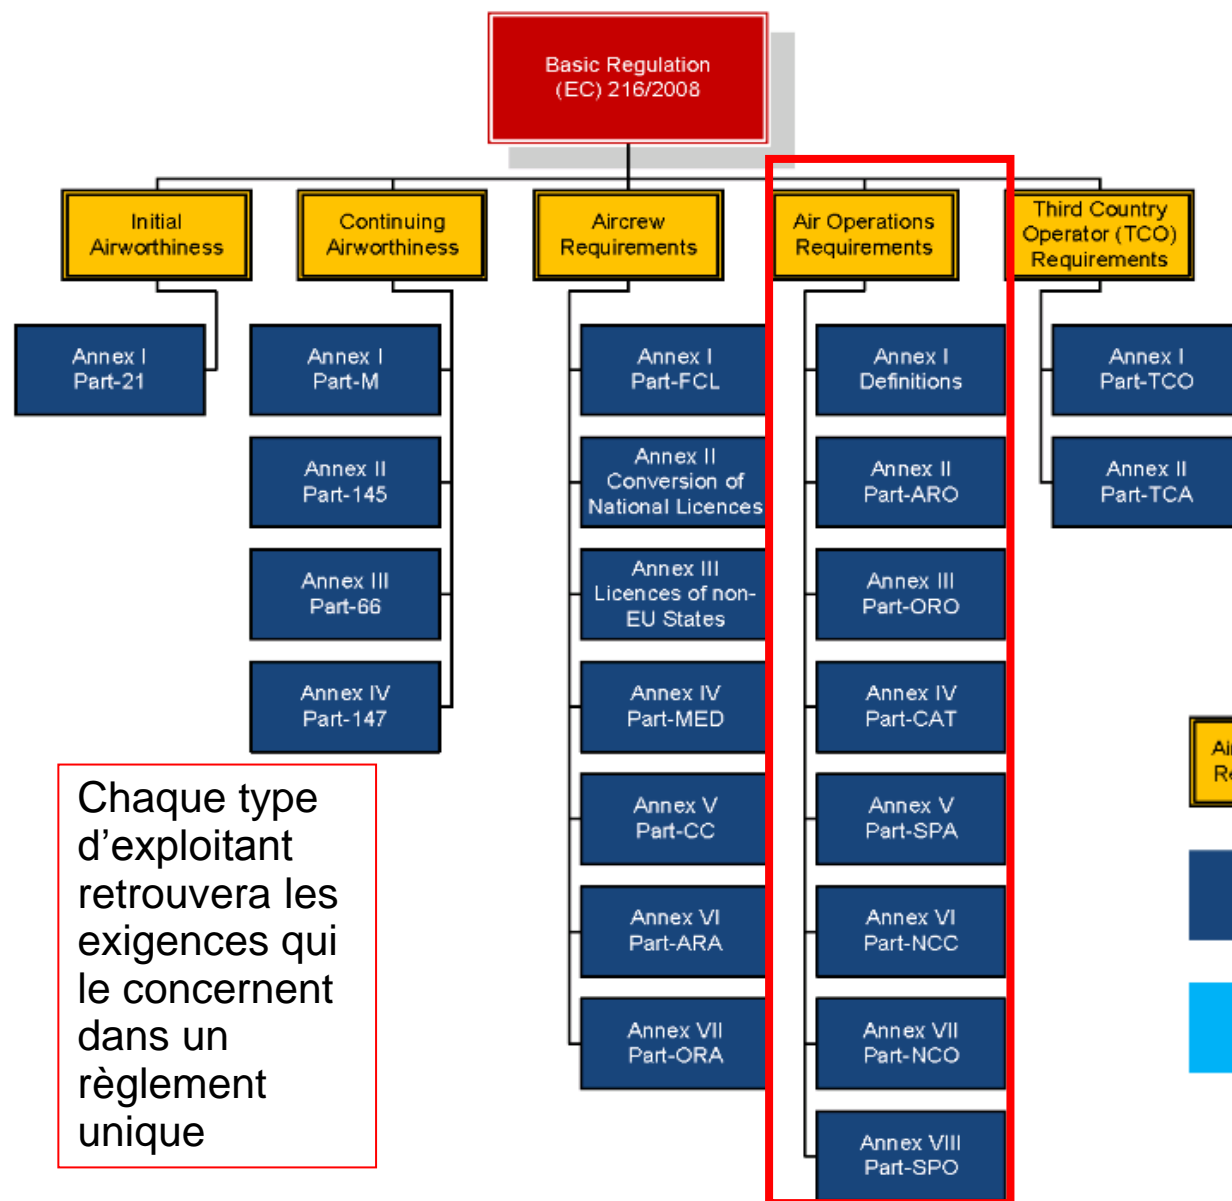 Basic Regulation
(EC) 216/2008
Initial
Airworthiness
Continuing
Airworthiness
Aircrew
Requirements
Air Operations
Requirements
Third Country
Operator (TCO)
Requirements
Annex I
Part-21
Annex I
Part-M
Annex II
Part-145
Annex III
Part-66
Annex IV
Part-147
Annex I
Part-FCL
Annex II
Conversion of
National Licences
Annex III
Licences of non-
EU States
Annex IV
Part-MED
Annex V
Part-CC
Annex VI
Part-ARA
Annex VII
Part-ORA
Annex I
Definitions
Annex II
Part-ARO
Annex III
Part-ORO
Annex IV
Part-CAT
Annex V
Part-SPA
Annex VI
Part-NCC
Annex VII
Part-NCO
Annex VIII
Part-SPO
Annex I
Part-TCO
Annex II
Part-TCA
Chaque type
d’exploitant
retrouvera les
exigences qui
le concernent
dans un
règlement
unique